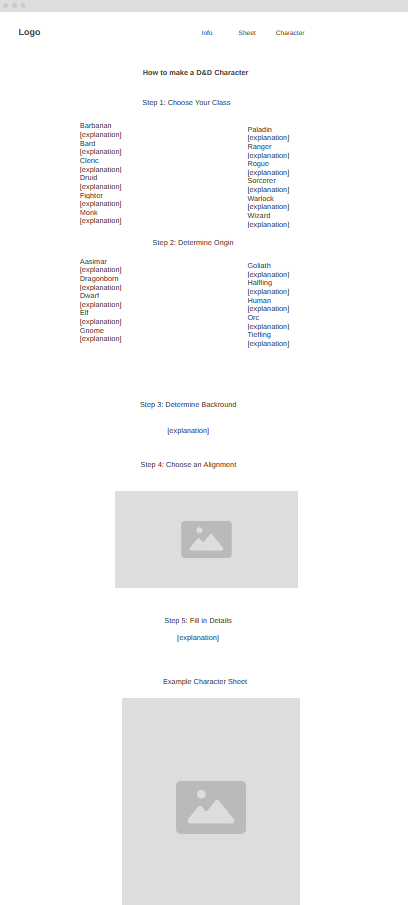 Logo
Info Sheet Character
How to make a D&D Character
Step 1: Choose Your Class
Barbarian
[explanation]
Bard
[explanation]
Cleric
[explanation]
Druid
[explanation]
Fighter
[explanation]
Monk
[explanation]
Paladin
[explanation]
Ranger
[explanation]
Rogue
[explanation]
Sorcerer
[explanation]
Warlock
[explanation]
Wizard
[explanation]
Step 2: Determine Origin
Aasimar
[explanation]
Dragonborn
[explanation]
Dwarf
[explanation]
Elf
[explanation]
Gnome
[explanation]
Goliath
[explanation]
Halfling
[explanation]
Human
[explanation]
Orc
[explanation]
Tiefling
[explanation]
Step 3: Determine Backround
[explanation]
Step 4: Choose an Alignment
Step 5: Fill in Details
[explanation]
Example Character Sheet